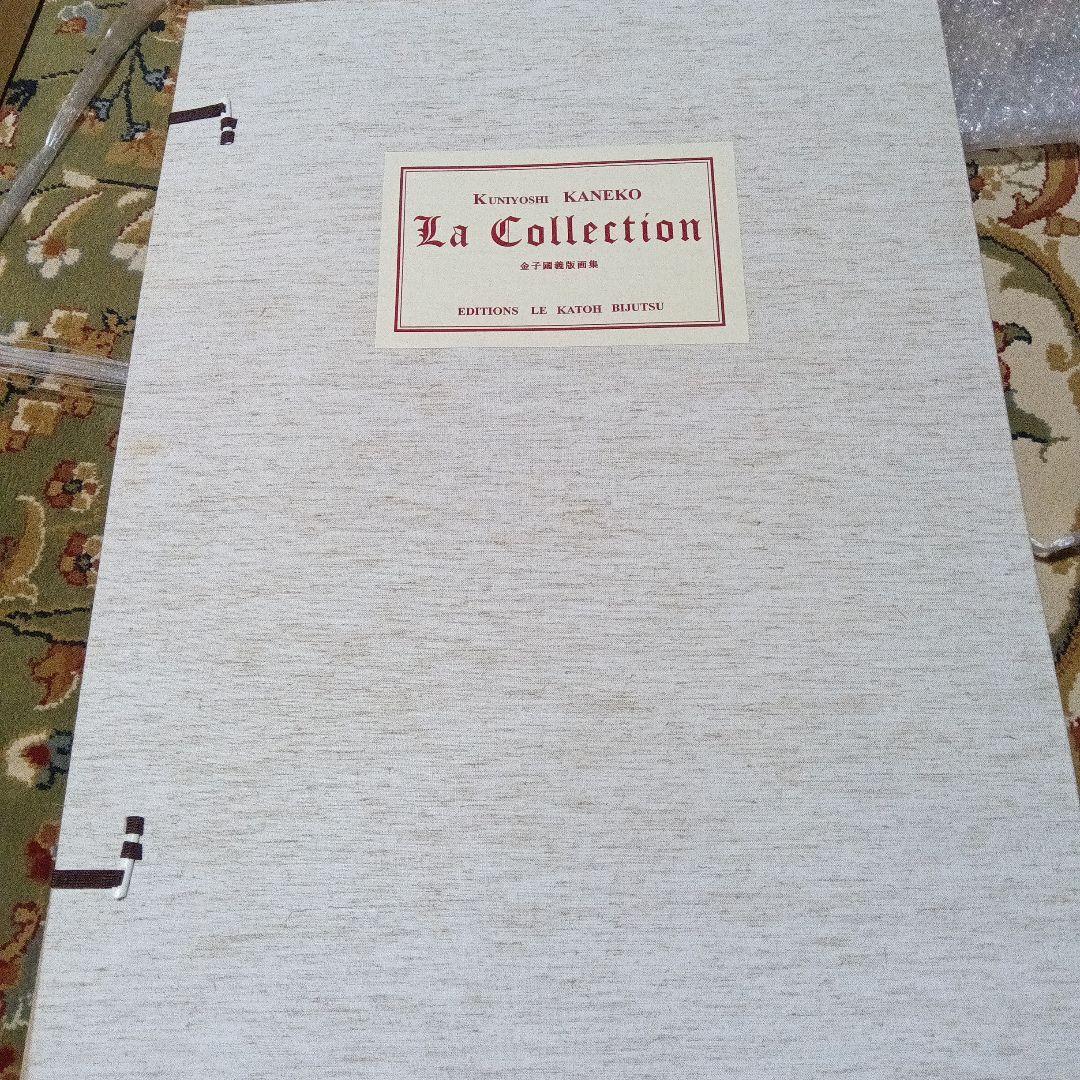 KUNIYOSHI KANEKO
La Collection
金子國義版画集
EDITIONS LE KATOH BIJUTSU